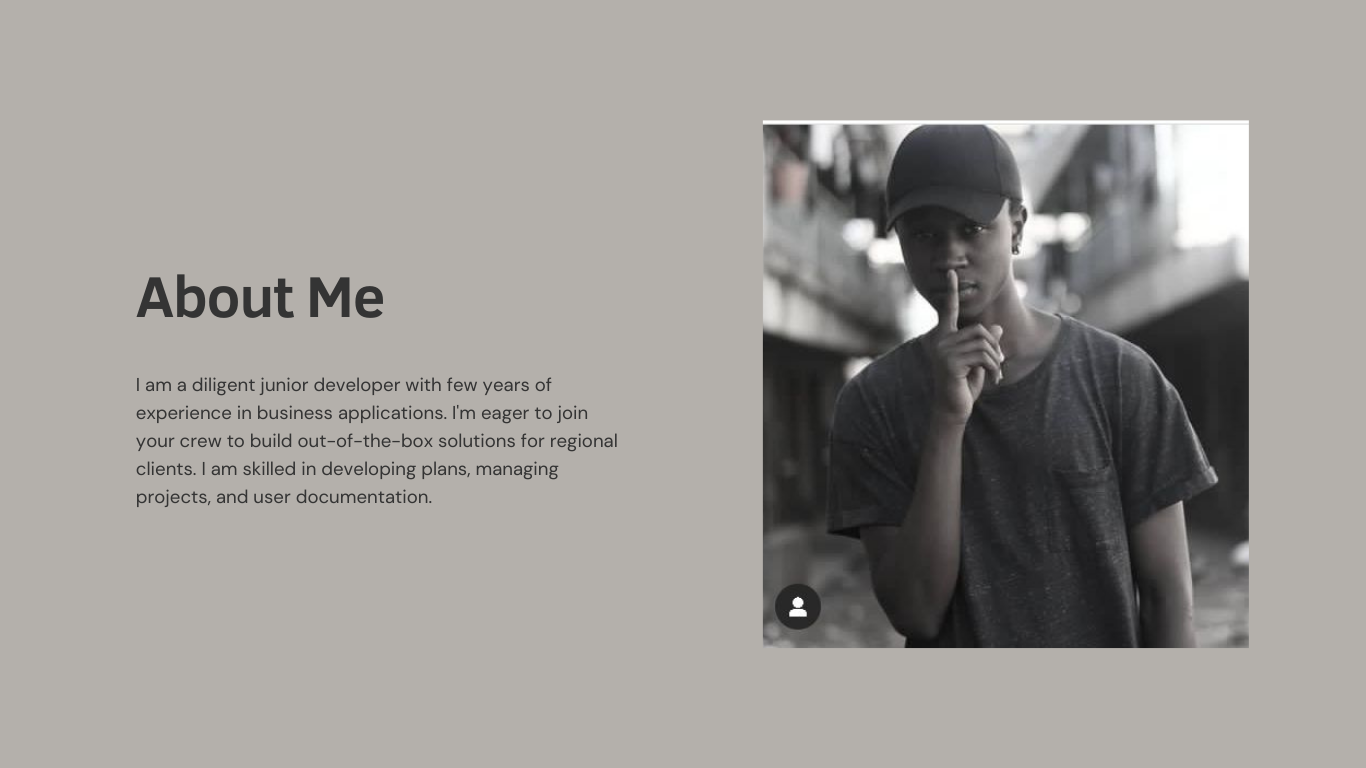 About Me
I am a diligent junior developer with few years of
experience in business applications. I'm eager to join
your crew to build out-of-the-box solutions for regional
clients. I am skilled in developing plans, managing
projects, and user documentation.